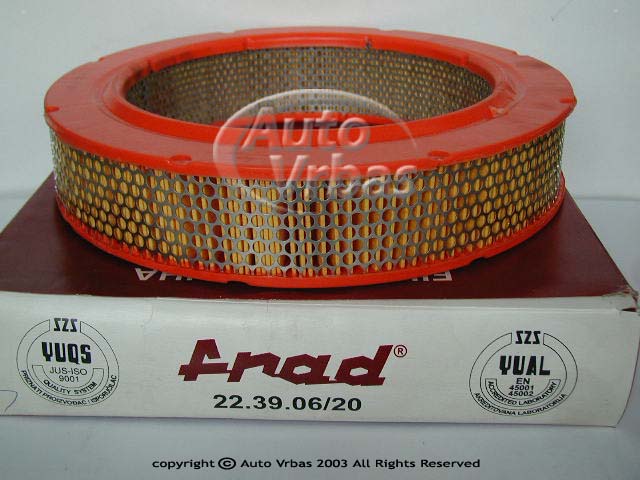 Auto
Vrbas
SZS
YUQS
JUS-ISO
9001
QUALITY SYSTEM
PRIZNATI PROIZVOĐAČ I ISPORUČILAC
Frad®
22.39.06/20
SZS
YUAL
EN
45001
45002
ACCREDITED LABORATORY
AKREDITOVANA LABORATORIJA
copyright © Auto Vrbas 2003 All Rights Reserved